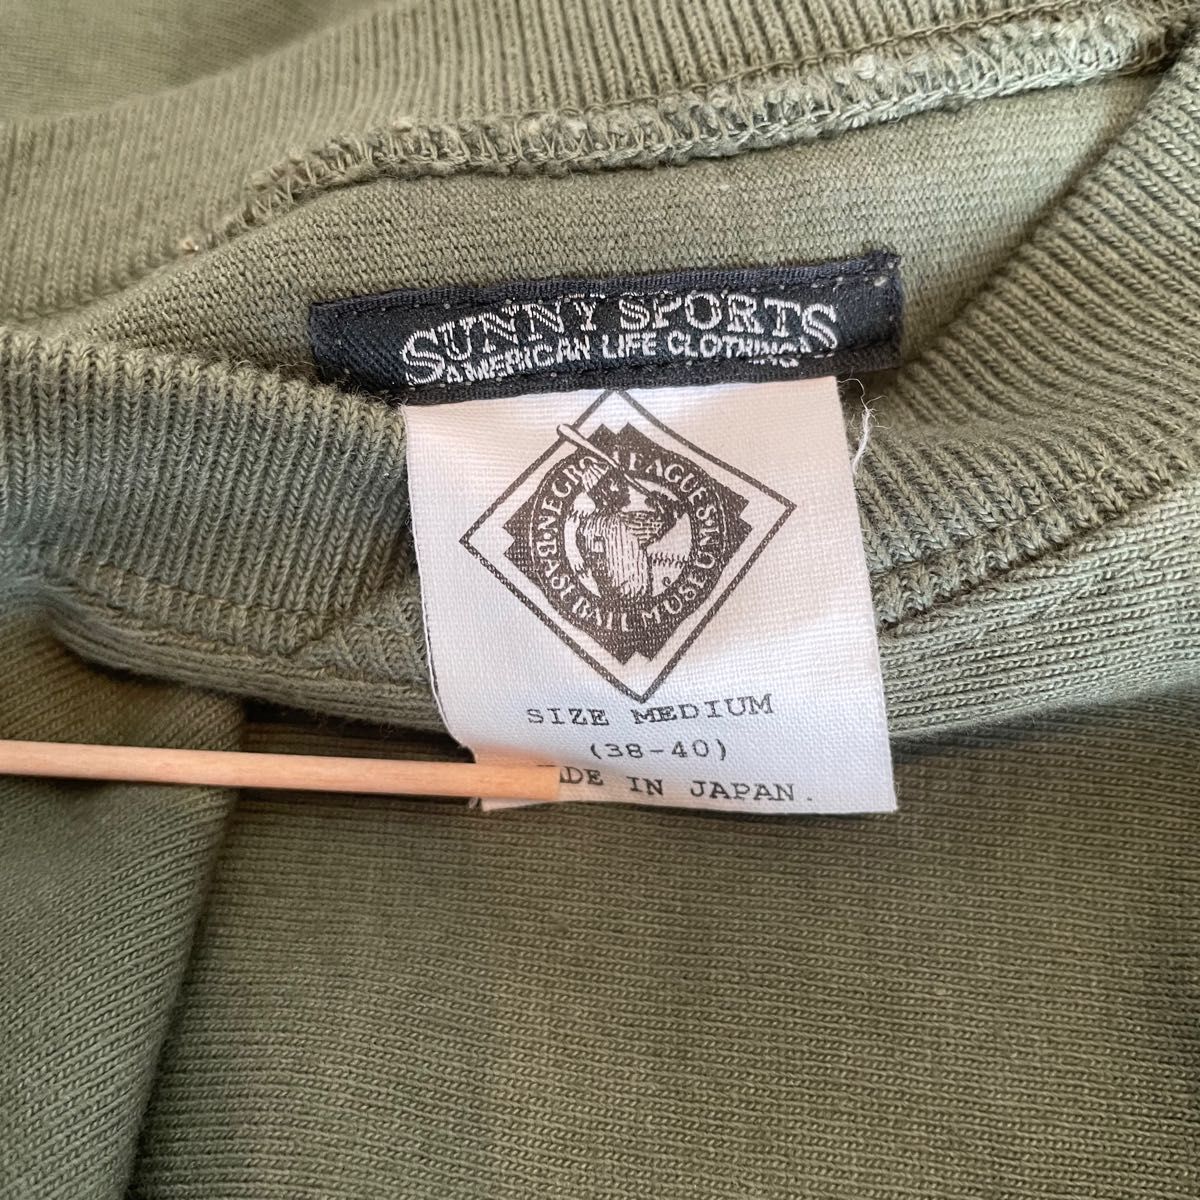 SUNNY SPORTS
AMERICAN LIFE CLOTHING
NEGRO LEAGUES
BASEBALL MUSEUM
SIZE MEDIUM
(38-40)
ADE IN JAPAN.